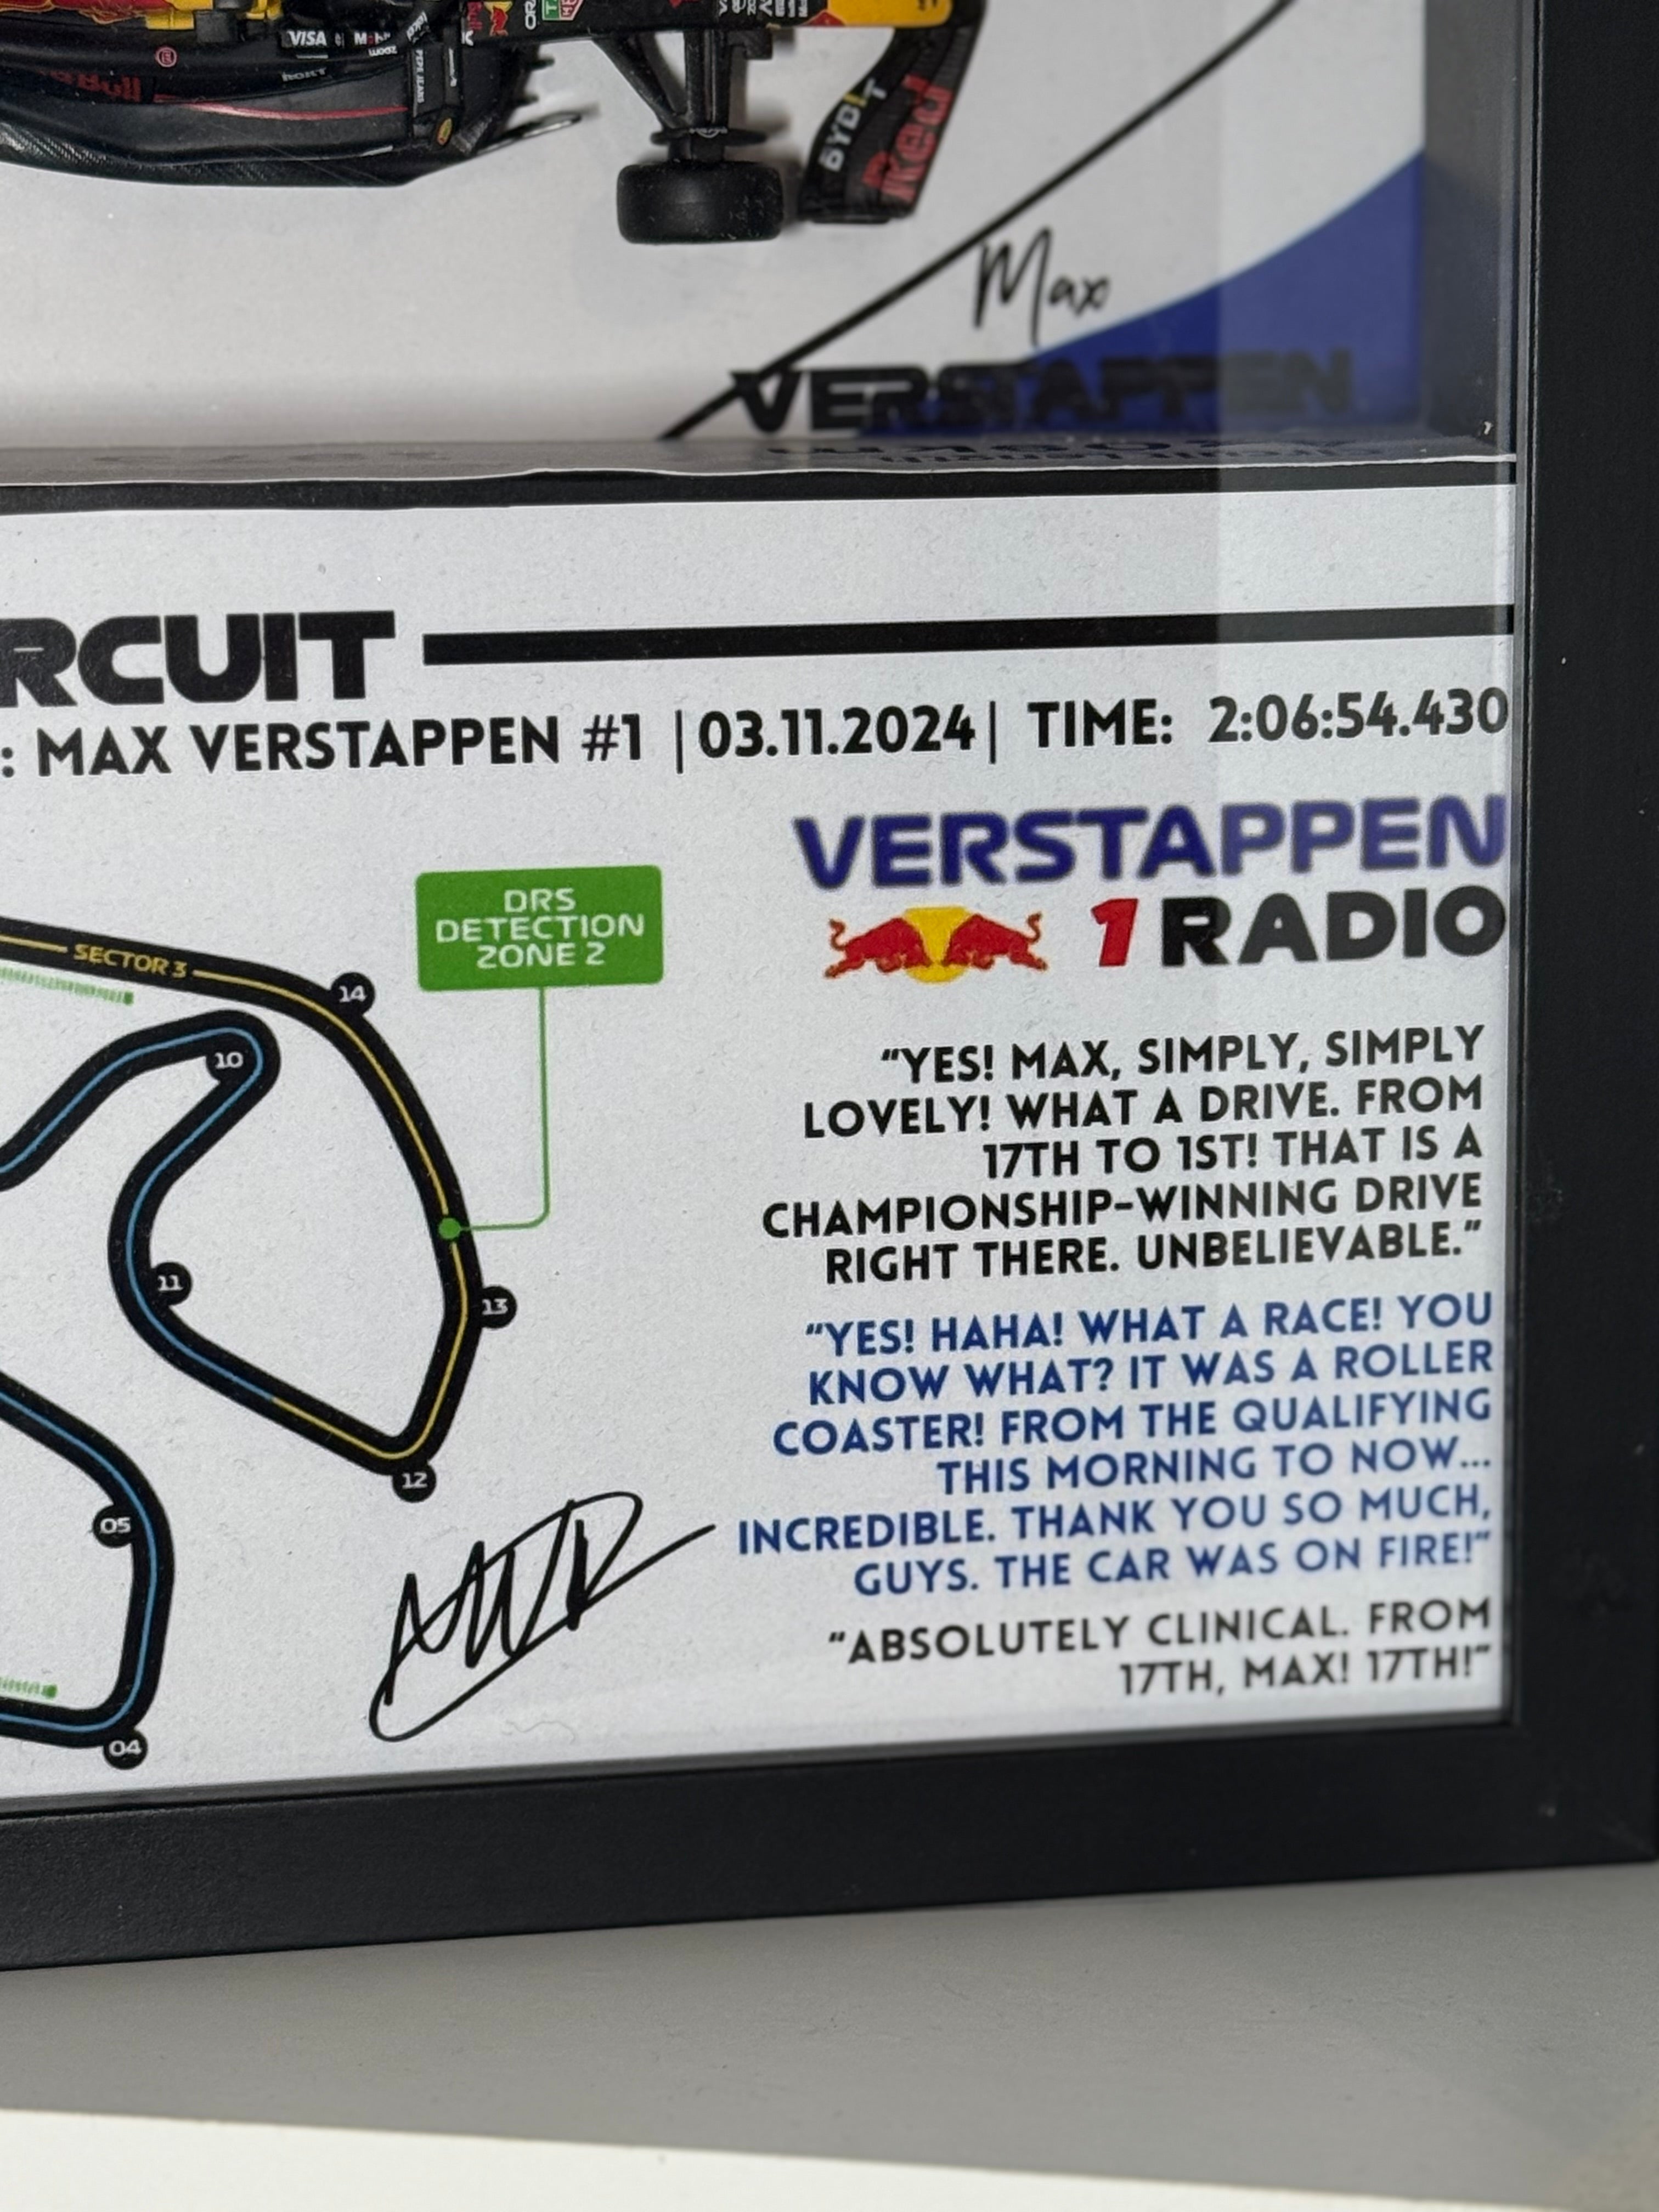 VISA
Red
BYBIT
Max
VERSTAPPEN
RCUIT
: MAX VERSTAPPEN #1 | 03.11.2024 | TIME: 2:06:54.430
VERSTAPPEN
1 RADIO
DRS
DETECTION
ZONE 2
SECTOR 3
14
10
11
13
12
05
04
“YES! MAX, SIMPLY, SIMPLY
LOVELY! WHAT A DRIVE. FROM
17TH TO 1ST! THAT IS A
CHAMPIONSHIP-WINNING DRIVE
RIGHT THERE. UNBELIEVABLE.”
“YES! HAHA! WHAT A RACE! YOU
KNOW WHAT? IT WAS A ROLLER
COASTER! FROM THE QUALIFYING
THIS MORNING TO NOW...
INCREDIBLE. THANK YOU SO MUCH,
GUYS. THE CAR WAS ON FIRE!”
“ABSOLUTELY CLINICAL. FROM
17TH, MAX! 17TH!”